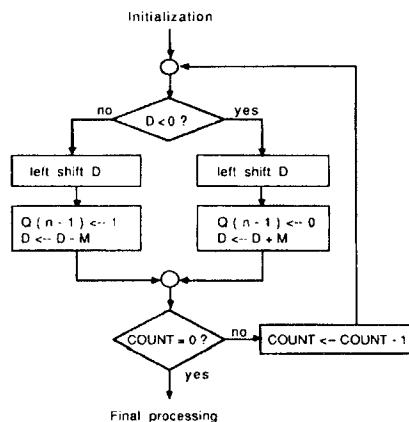 Initialization
D < 0 ?
no
yes
left shift D
left shift D
Q ( n - 1 ) <-- 1
D <-- D - M
Q ( n - 1 ) <-- 0
D <-- D + M
COUNT = 0 ?
no
COUNT <-- COUNT - 1
yes
Final processing